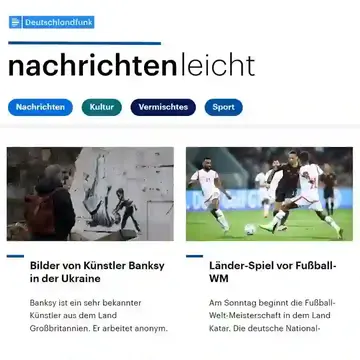 Deutschlandfunk
nachrichtenleicht
Nachrichten
Kultur
Vermischtes
Sport
Bilder von Künstler Banksy
in der Ukraine
Banksy ist ein sehr bekannter
Künstler aus dem Land
Großbritannien. Er arbeitet anonym.
Länder-Spiel vor Fußball-
WM
Am Sonntag beginnt die Fußball-
Welt-Meisterschaft in dem Land
Katar. Die deutsche National-